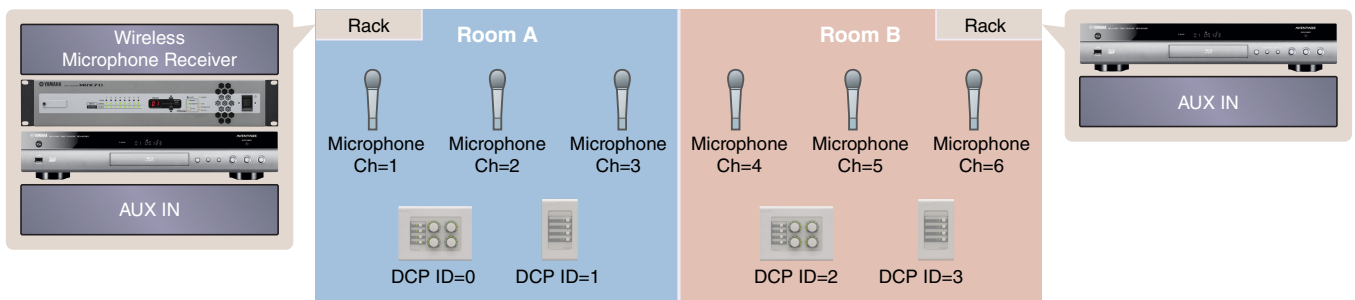 Wireless
Microphone Receiver
YAMAHA
AUX IN
Rack
Room A
Microphone
Ch=1
Microphone
Ch=2
Microphone
Ch=3
DCP ID=0
DCP ID=1
Room B
Rack
Microphone
Ch=4
Microphone
Ch=5
Microphone
Ch=6
DCP ID=2
DCP ID=3
AUX IN